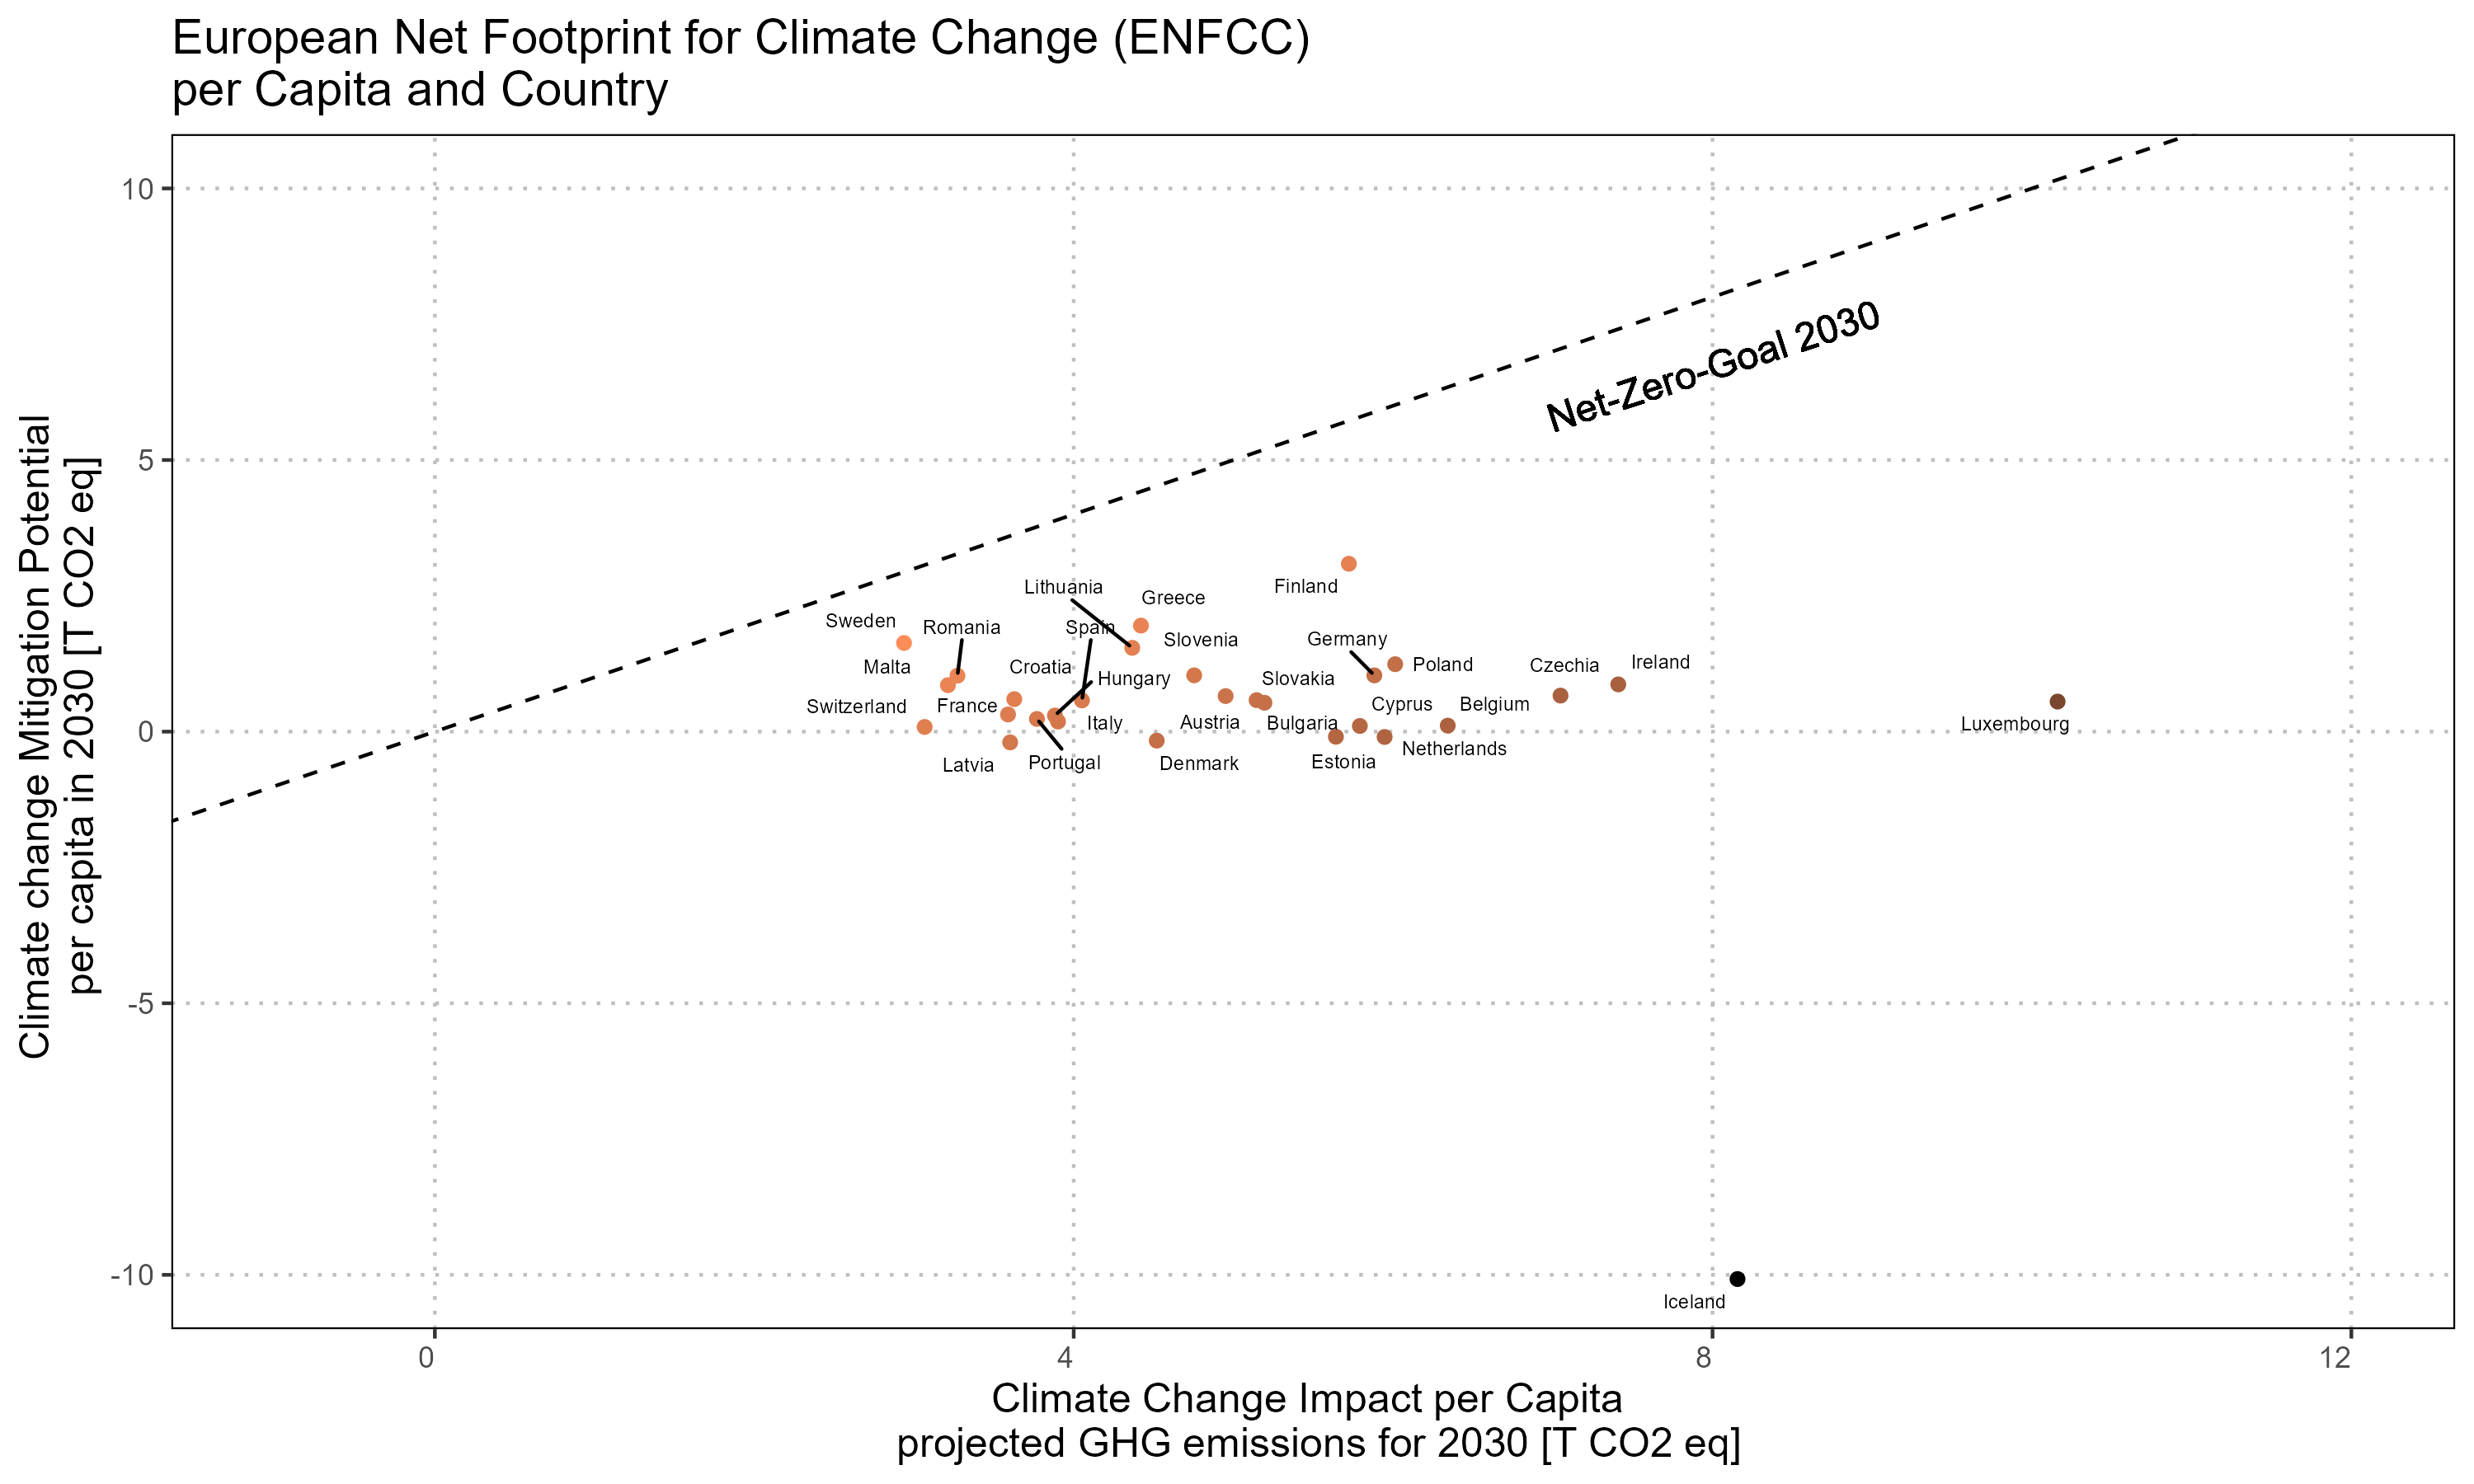 European Net Footprint for Climate Change (ENFCC)
per Capita and Country
Climate change Mitigation Potential
per capita in 2030 [T CO2 eq]
10
5
0
-5
-10
Net-Zero-Goal 2030
Finland
Lithuania
Greece
Sweden
Romania
Spain
Slovenia
Germany
Malta
Croatia
Poland
Czechia
Ireland
Hungary
Slovakia
Switzerland
France
Cyprus
Belgium
Italy
Austria
Bulgaria
Luxembourg
Netherlands
Latvia
Portugal
Denmark
Estonia
Iceland
0
4
8
12
Climate Change Impact per Capita
projected GHG emissions for 2030 [T CO2 eq]